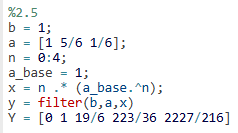 %2.5
b = 1;
a = [1 5/6 1/6];
n = 0:4;
a_base = 1;
x = n .* (a_base.^n);
y = filter(b,a,x)
Y = [0 1 19/6 223/36 2227/216]